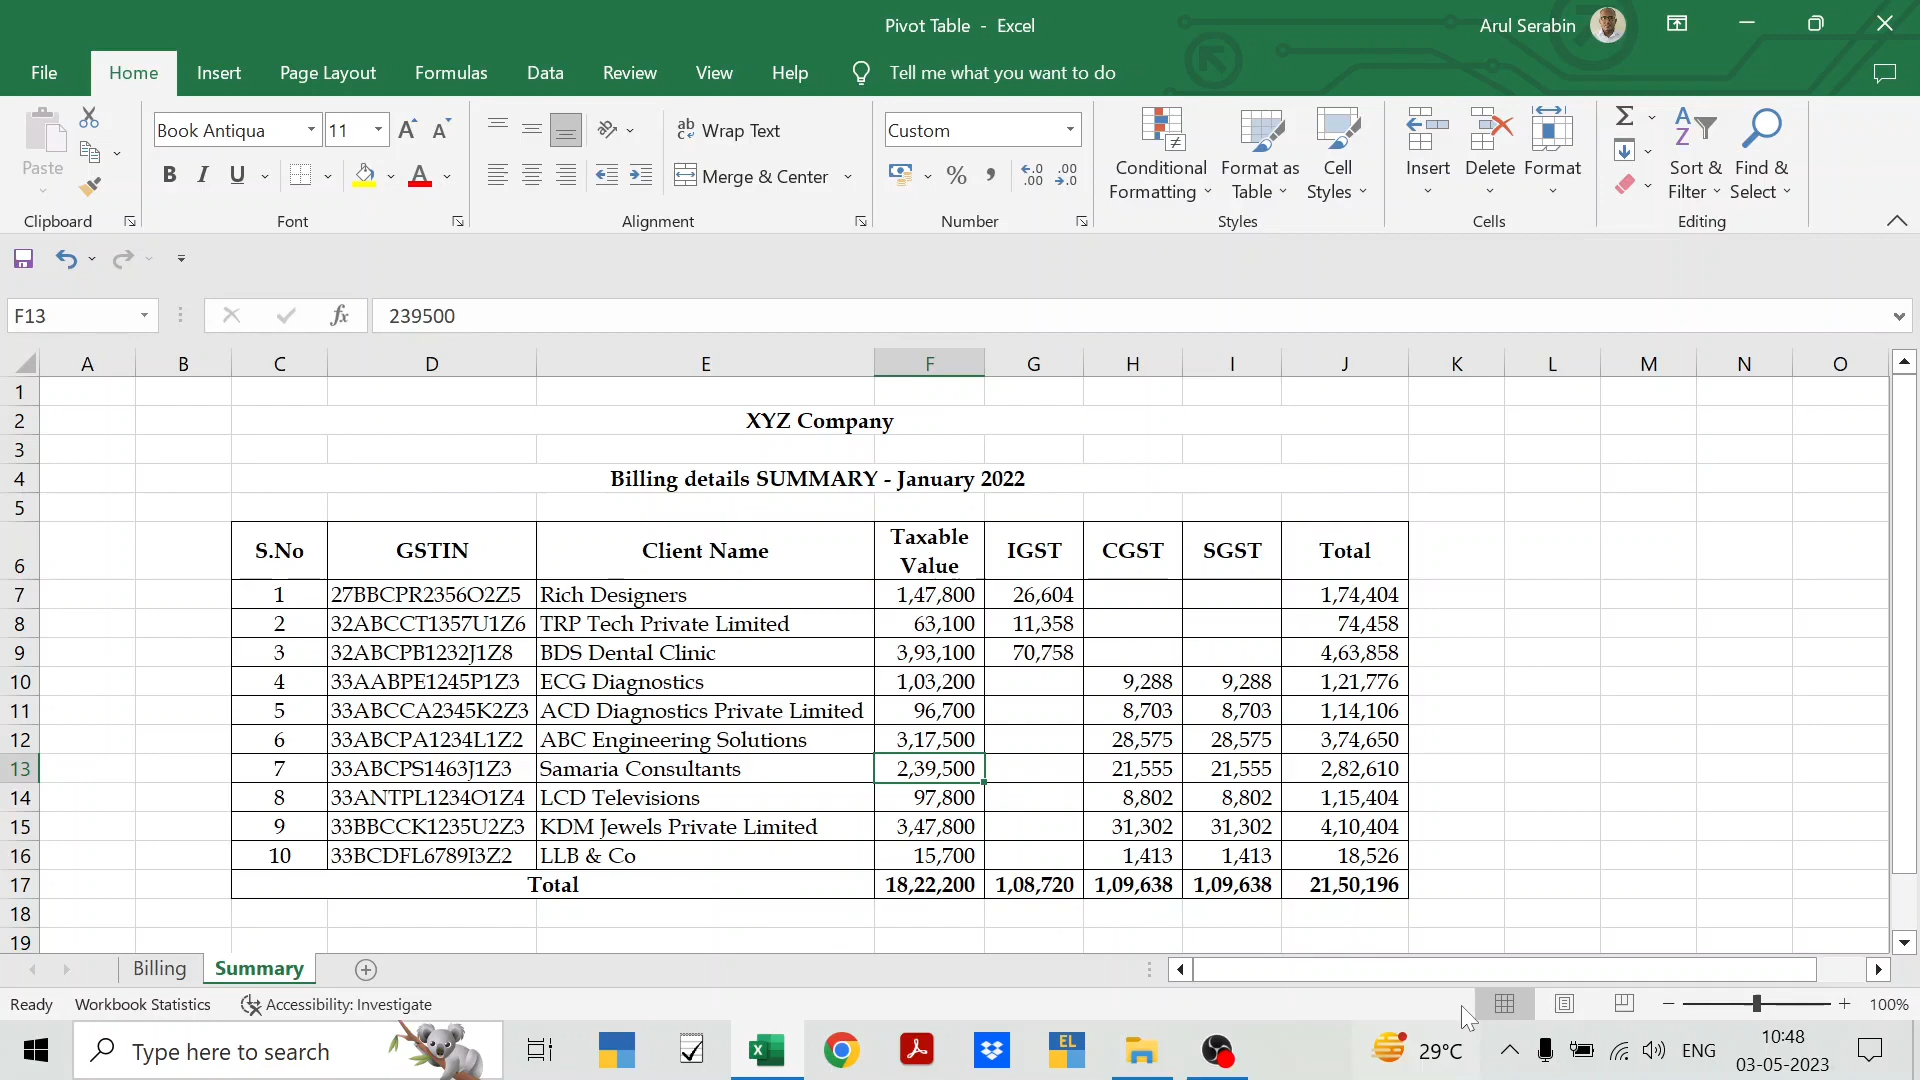 Pivot Table - Excel
Arul Serabin
File Home Insert Page Layout Formulas Data Review View Help Tell me what you want to do
Paste
Clipboard
Book Antiqua 11
B I U A
Font
ab Wrap Text
Merge & Center
Alignment
Custom
% ,
Number
Conditional Formatting
Format as Table
Cell Styles
Styles
Insert Delete Format
Cells
Sort & Filter
Find & Select
Editing
F13 fx 239500
A B C D E F G H I J K L M N O
1
2 XYZ Company
3
4 Billing details SUMMARY - January 2022
5
6 S.No GSTIN Client Name Taxable Value IGST CGST SGST Total
7 1 27BBCPR2356O2Z5 Rich Designers 1,47,800 26,604 1,74,404
8 2 32ABCCT1357U1Z6 TRP Tech Private Limited 63,100 11,358 74,458
9 3 32ABCPB1232J1Z8 BDS Dental Clinic 3,93,100 70,758 4,63,858
10 4 33AABPE1245P1Z3 ECG Diagnostics 1,03,200 9,288 9,288 1,21,776
11 5 33ABCCA2345K2Z3 ACD Diagnostics Private Limited 96,700 8,703 8,703 1,14,106
12 6 33ABCPA1234L1Z2 ABC Engineering Solutions 3,17,500 28,575 28,575 3,74,650
13 7 33ABCPS1463J1Z3 Samaria Consultants 2,39,500 21,555 21,555 2,82,610
14 8 33ANTPL1234O1Z4 LCD Televisions 97,800 8,802 8,802 1,15,404
15 9 33BBCCK1235U2Z3 KDM Jewels Private Limited 3,47,800 31,302 31,302 4,10,404
16 10 33BCDFL6789I3Z2 LLB & Co 15,700 1,413 1,413 18,526
17 Total 18,22,200 1,08,720 1,09,638 1,09,638 21,50,196
18
19
Billing Summary
Ready Workbook Statistics Accessibility: Investigate 100%
Type here to search
EL
29°C ENG
10:48
03-05-2023